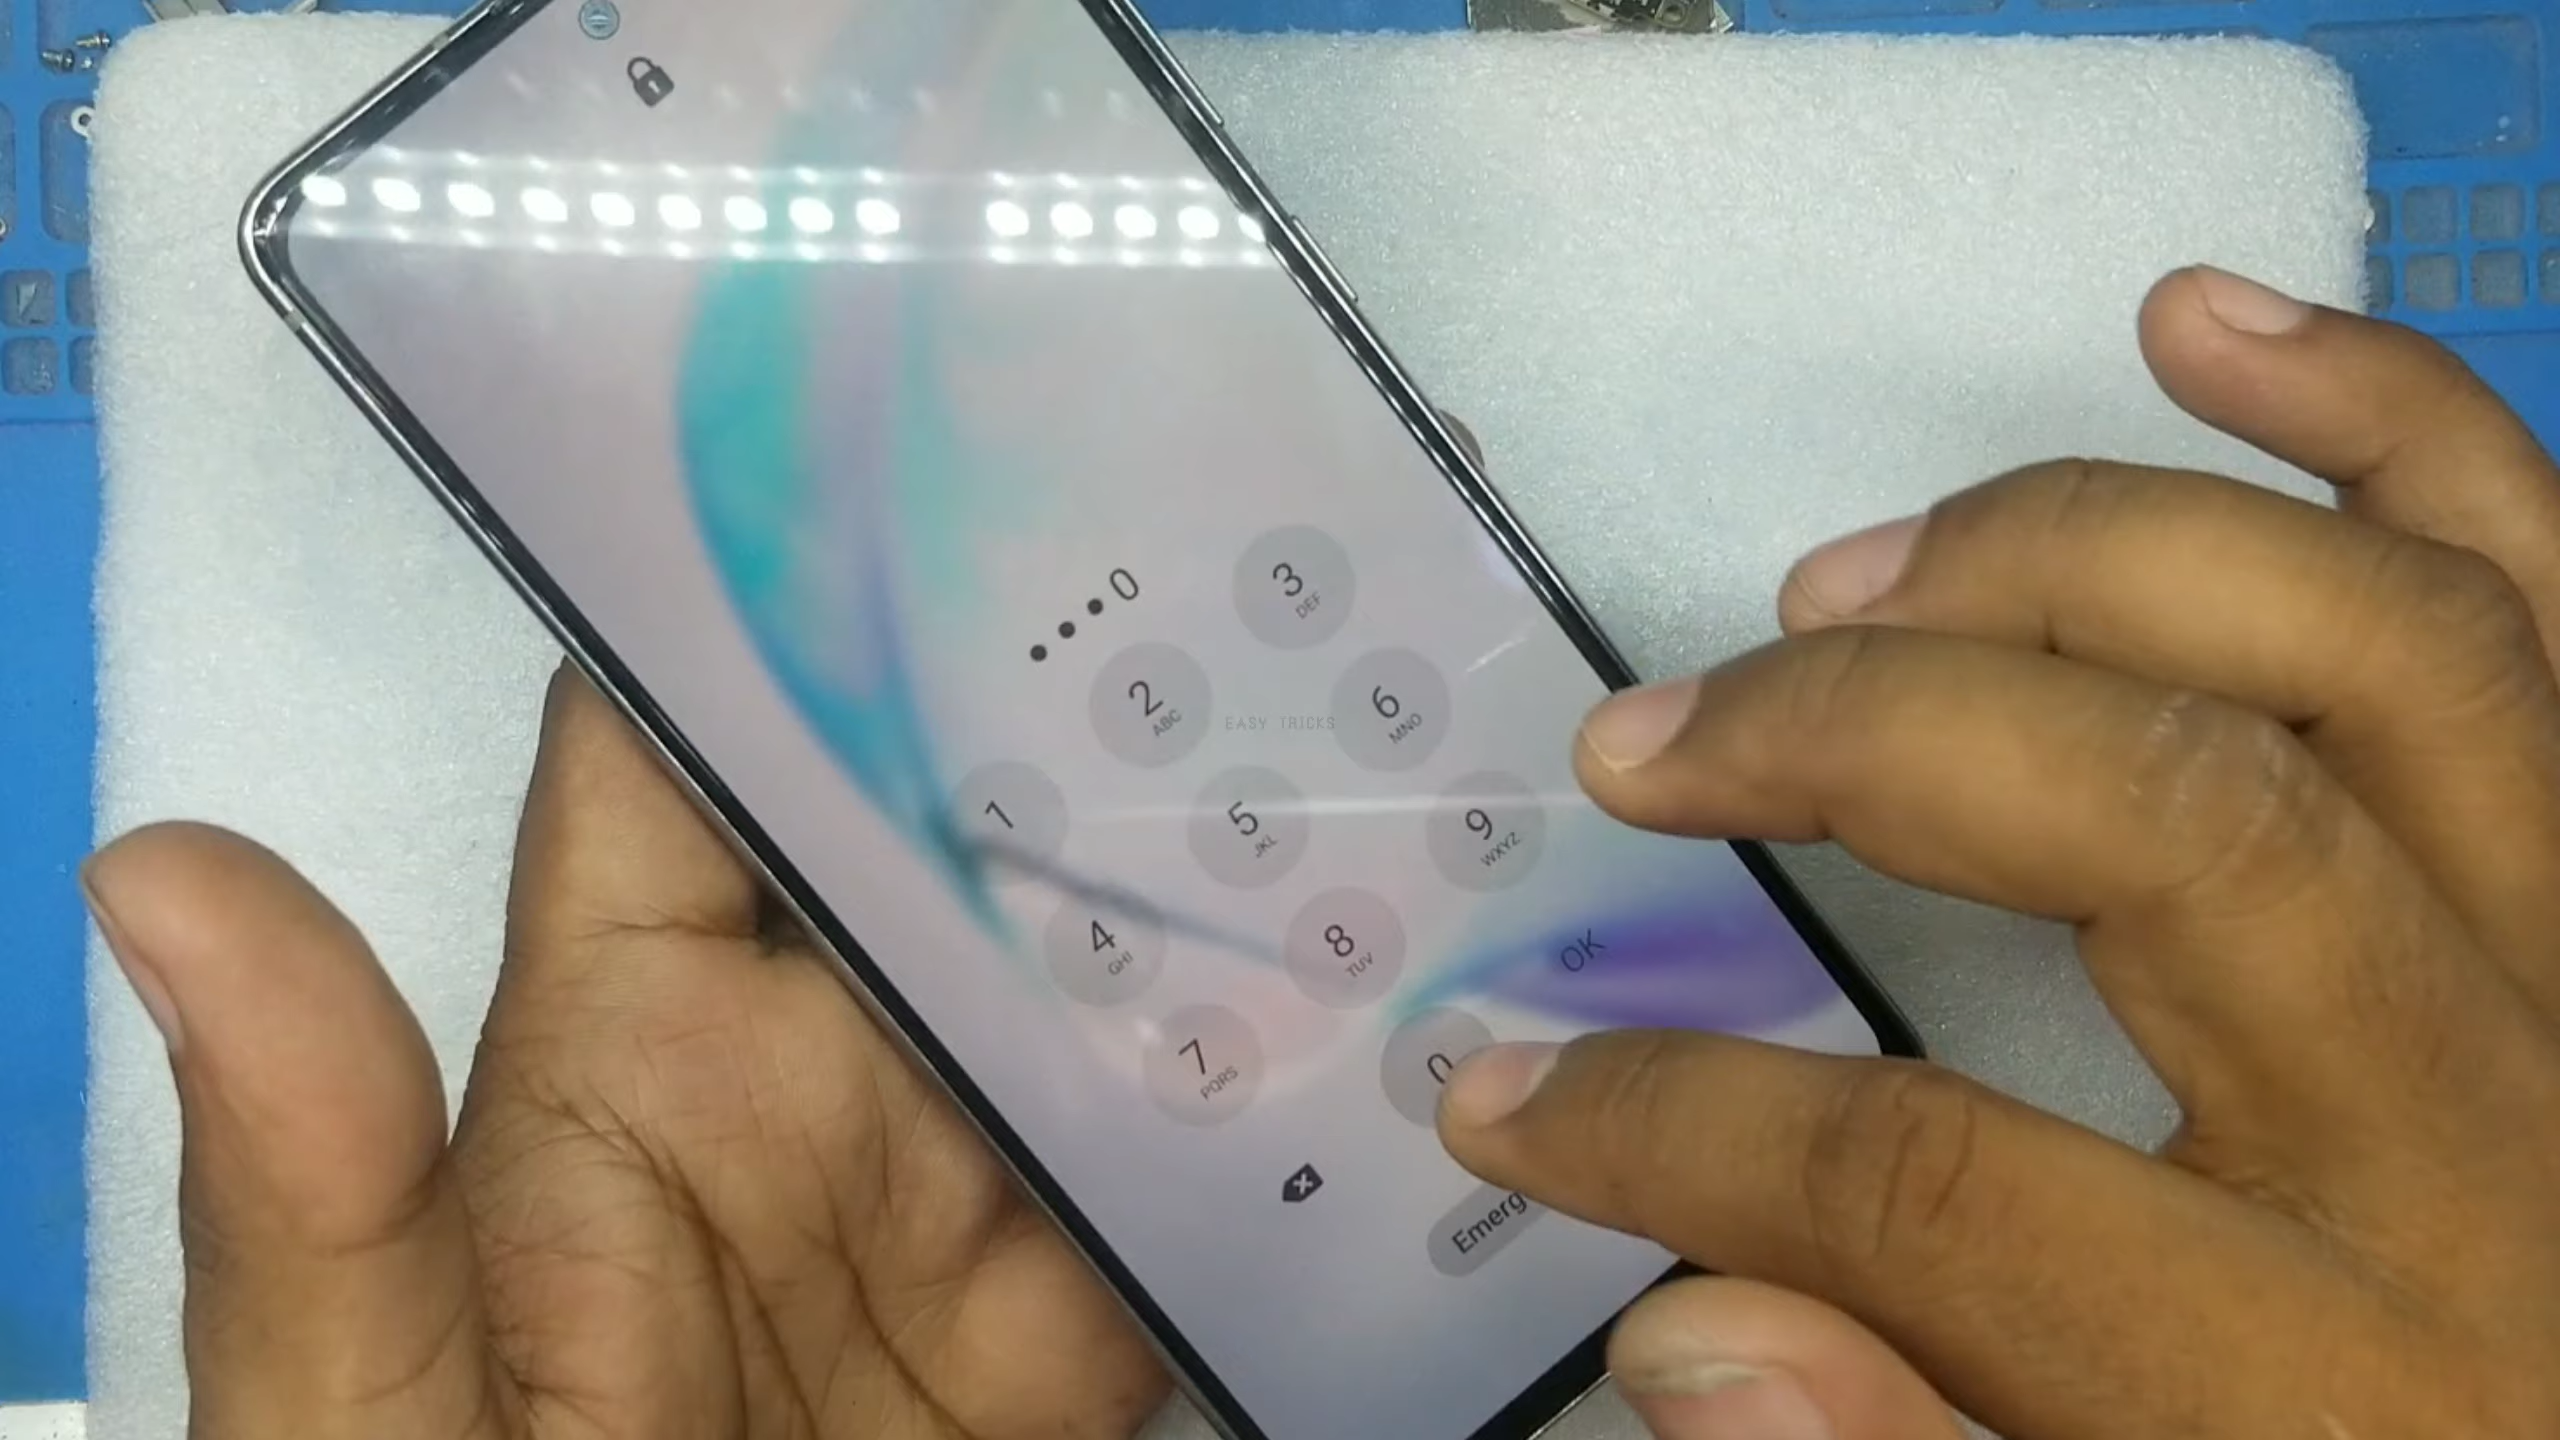 •••0
1
2 ABC
3 DEF
4 GHI
5 JKL
6 MNO
7 PQRS
8 TUV
9 WXYZ
0
OK
Emerg
EASY TRICKS